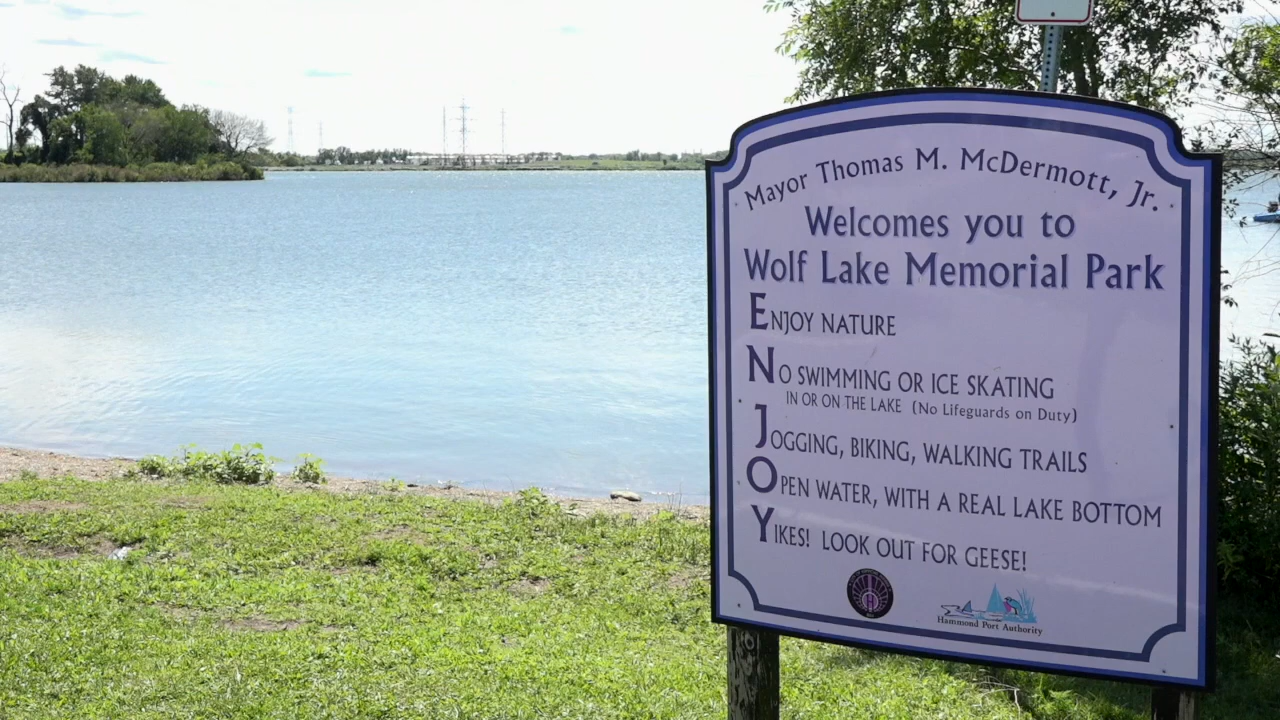 Mayor Thomas M. McDermott, Jr.
Welcomes you to
Wolf Lake Memorial Park
ENJOY NATURE
NO SWIMMING OR ICE SKATING
IN OR ON THE LAKE (No Lifeguards on Duty)
JOGGING, BIKING, WALKING TRAILS
OPEN WATER, WITH A REAL LAKE BOTTOM
YIKES! LOOK OUT FOR GEESE!
Hammond Port Authority